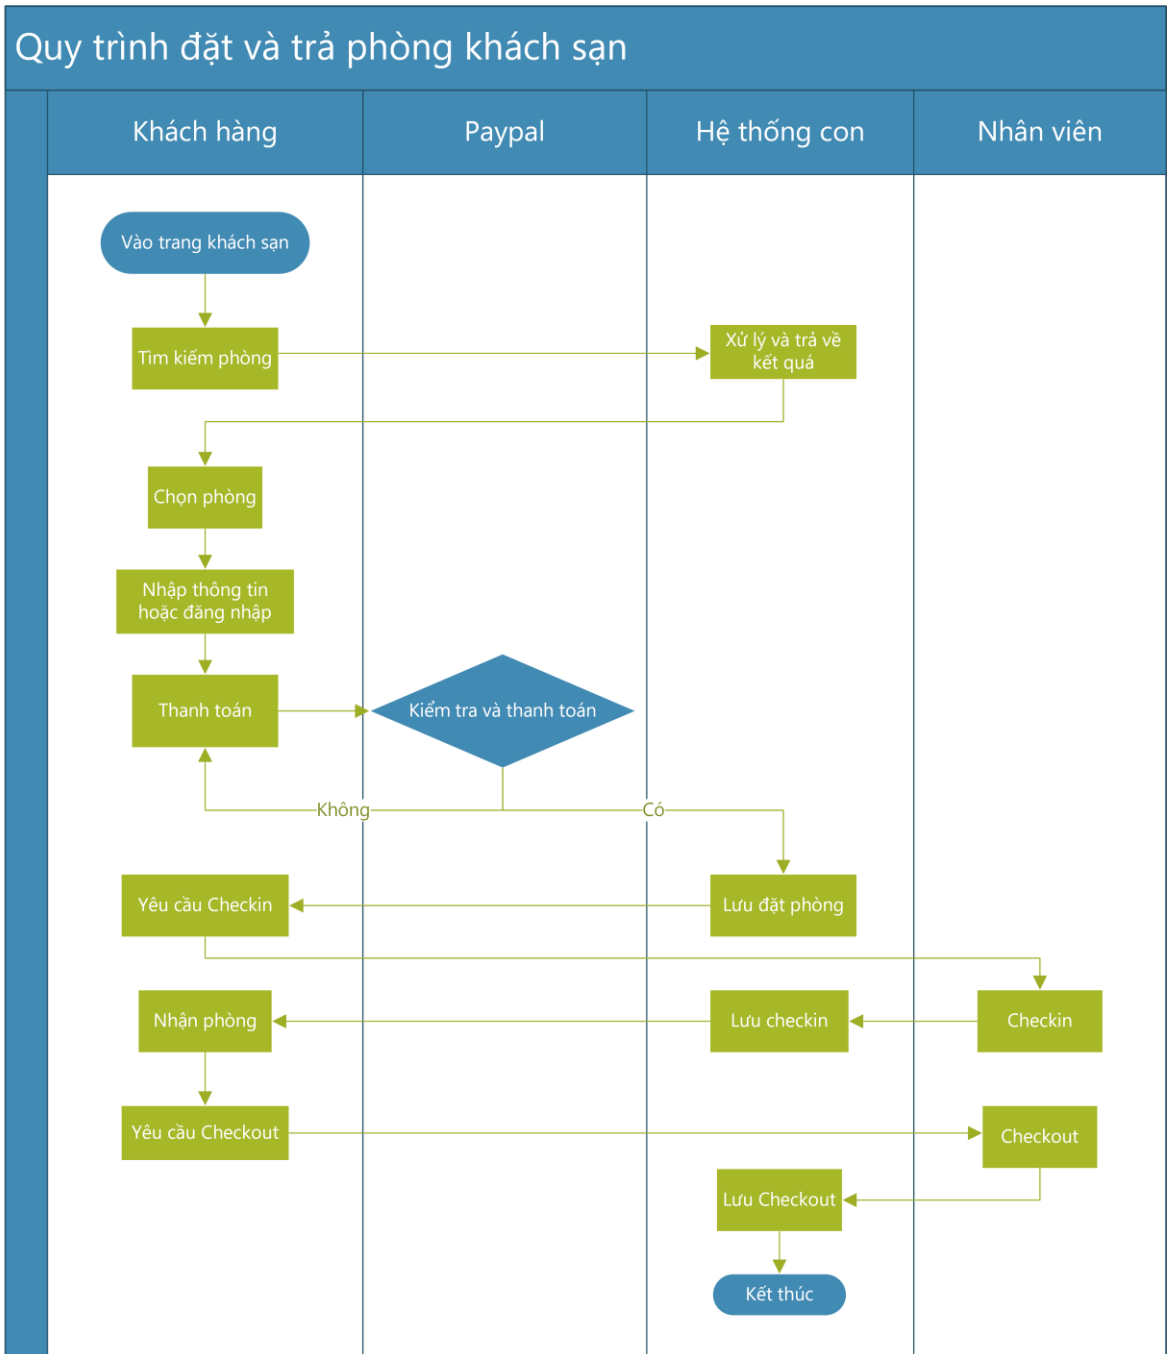 Quy trình đặt và trả phòng khách sạn
Khách hàng
Paypal
Hệ thống con
Nhân viên
Vào trang khách sạn
Tìm kiếm phòng
Xử lý và trả về
kết quá
Chọn phòng
Nhập thông tin
hoặc đăng nhập
Thanh toán
Kiểm tra và thanh toán
Không
Có
Yêu cầu Checkin
Lưu đặt phòng
Nhận phòng
Lưu checkin
Checkin
Yêu cầu Checkout
Checkout
Lưu Checkout
Kết thúc